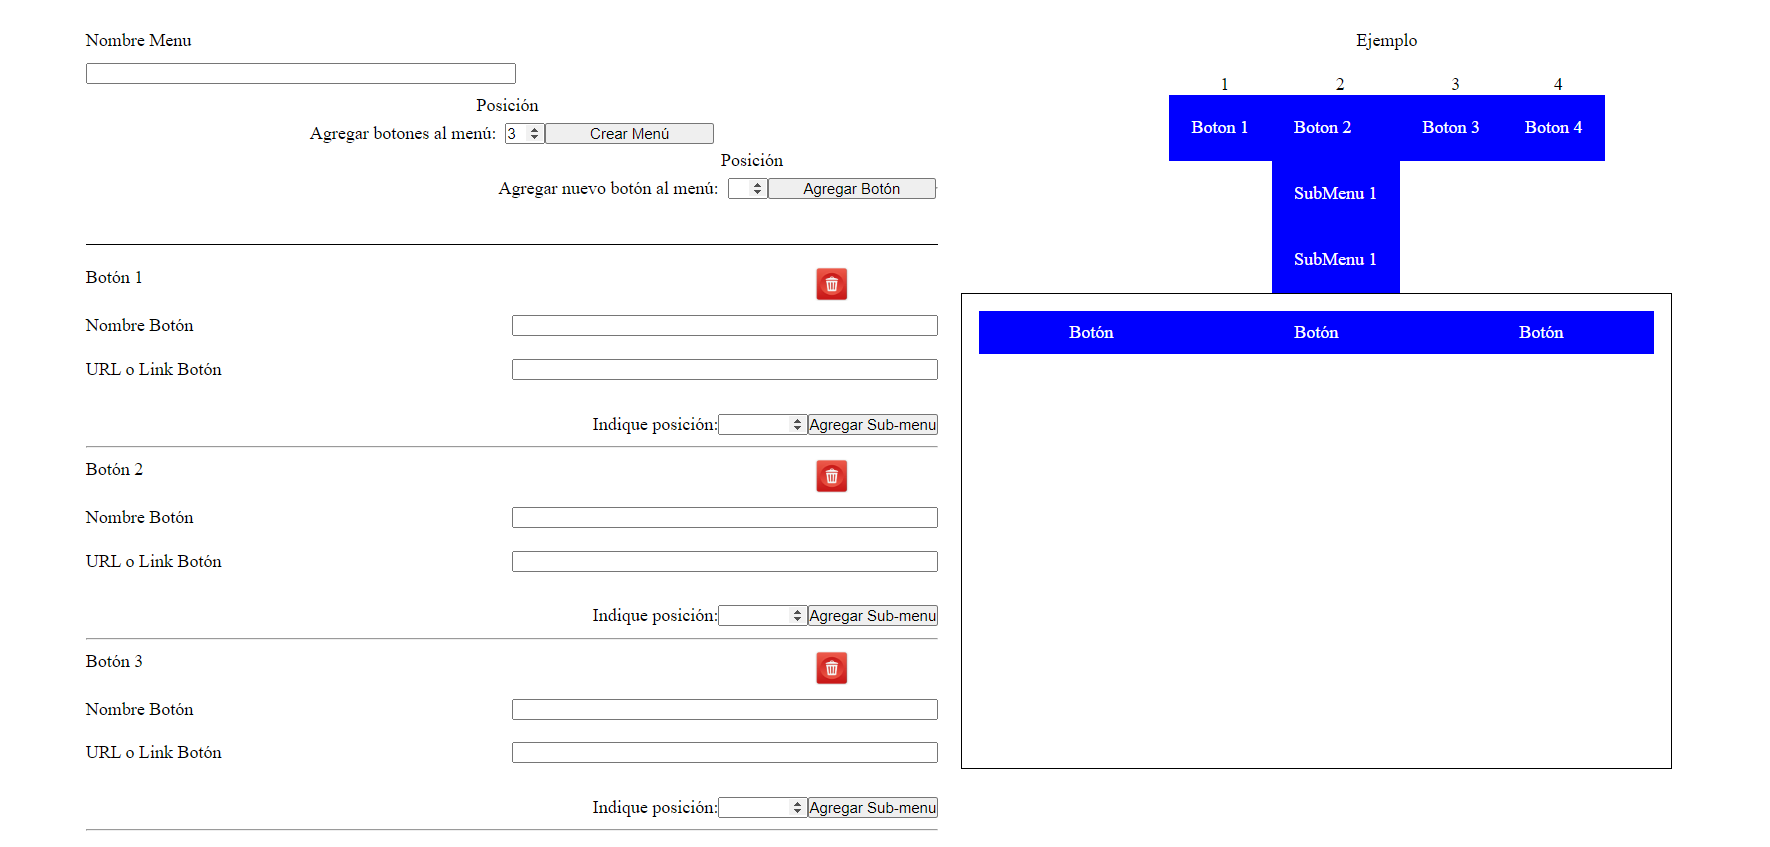 Nombre Menu
Posición
Agregar botones al menú: 3 Crear Menú
Posición
Agregar nuevo botón al menú: Agregar Botón
Botón 1
Nombre Botón
URL o Link Botón
Indique posición: Agregar Sub-menu
Botón 2
Nombre Botón
URL o Link Botón
Indique posición: Agregar Sub-menu
Botón 3
Nombre Botón
URL o Link Botón
Indique posición: Agregar Sub-menu
Ejemplo
1 2 3 4
Boton 1 Boton 2 Boton 3 Boton 4
SubMenu 1
SubMenu 1
Botón Botón Botón